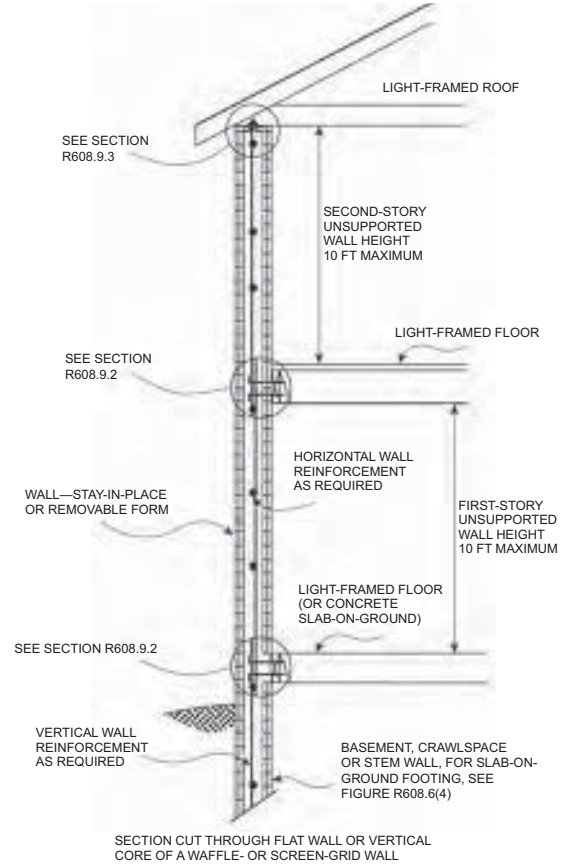 LIGHT-FRAMED ROOF
SEE SECTION
R608.9.3
SECOND-STORY
UNSUPPORTED
WALL HEIGHT
10 FT MAXIMUM
LIGHT-FRAMED FLOOR
SEE SECTION
R608.9.2
HORIZONTAL WALL
REINFORCEMENT
AS REQUIRED
WALL—STAY-IN-PLACE
OR REMOVABLE FORM
FIRST-STORY
UNSUPPORTED
WALL HEIGHT
10 FT MAXIMUM
LIGHT-FRAMED FLOOR
(OR CONCRETE
SLAB-ON-GROUND)
SEE SECTION R608.9.2
VERTICAL WALL
REINFORCEMENT
AS REQUIRED
BASEMENT, CRAWLSPACE
OR STEM WALL, FOR SLAB-ON-
GROUND FOOTING, SEE
FIGURE R608.6(4)
SECTION CUT THROUGH FLAT WALL OR VERTICAL
CORE OF A WAFFLE- OR SCREEN-GRID WALL